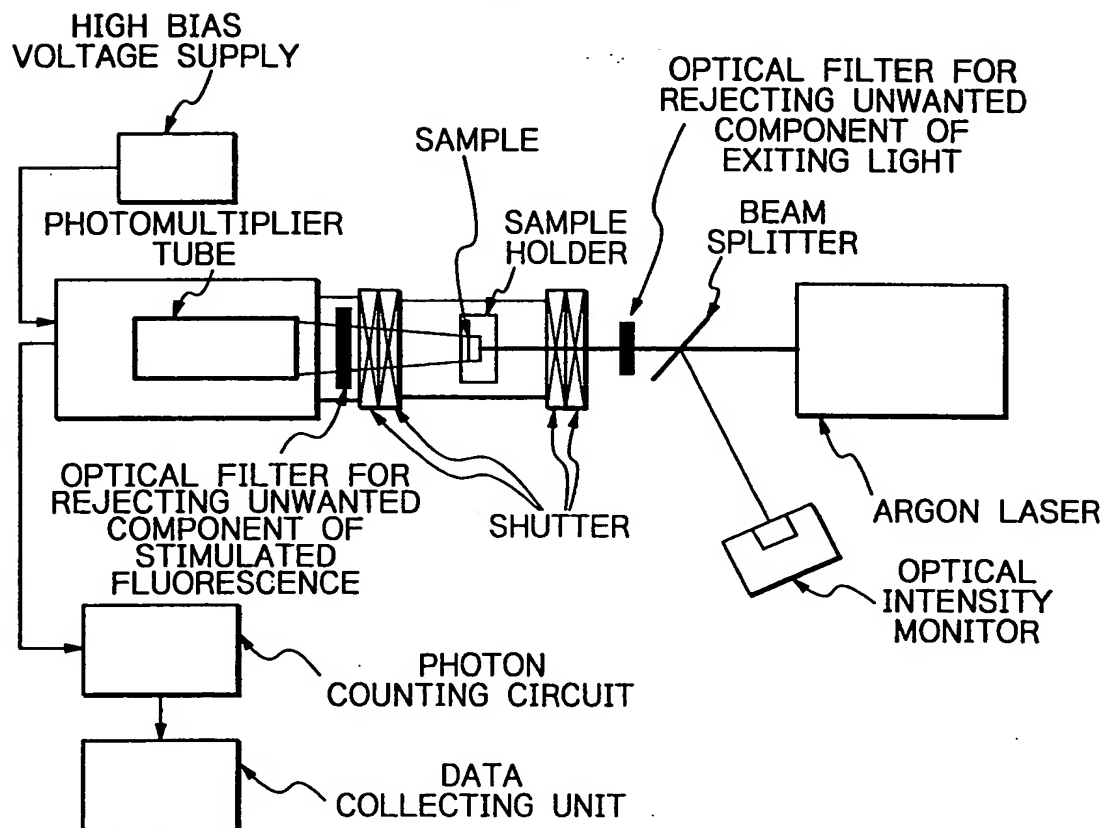 HIGH BIAS
VOLTAGE SUPPLY
OPTICAL FILTER FOR
REJECTING UNWANTED
COMPONENT OF
EXITING LIGHT
SAMPLE
PHOTOMULTIPLIER
TUBE
SAMPLE
HOLDER
BEAM
SPLITTER
OPTICAL FILTER FOR
REJECTING UNWANTED
COMPONENT OF
STIMULATED
FLUORESCENCE
SHUTTER
ARGON LASER
OPTICAL
INTENSITY
MONITOR
PHOTON
COUNTING CIRCUIT
DATA
COLLECTING UNIT